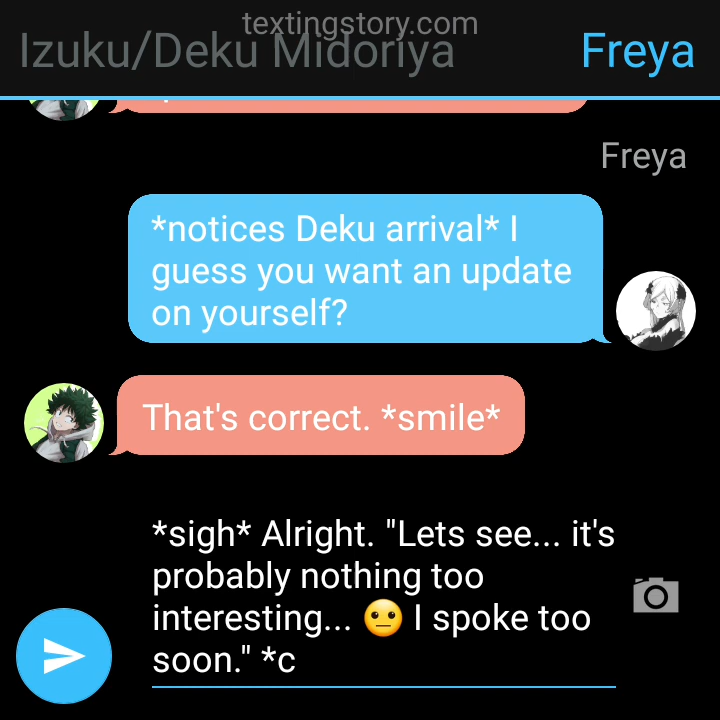 textingstory.com
Izuku/Deku Midoriya
Freya
Freya
*notices Deku arrival* I
guess you want an update
on yourself?
That's correct. *smile*
*sigh* Alright. "Lets see... it's
probably nothing too
interesting... 😐 I spoke too
soon." *c